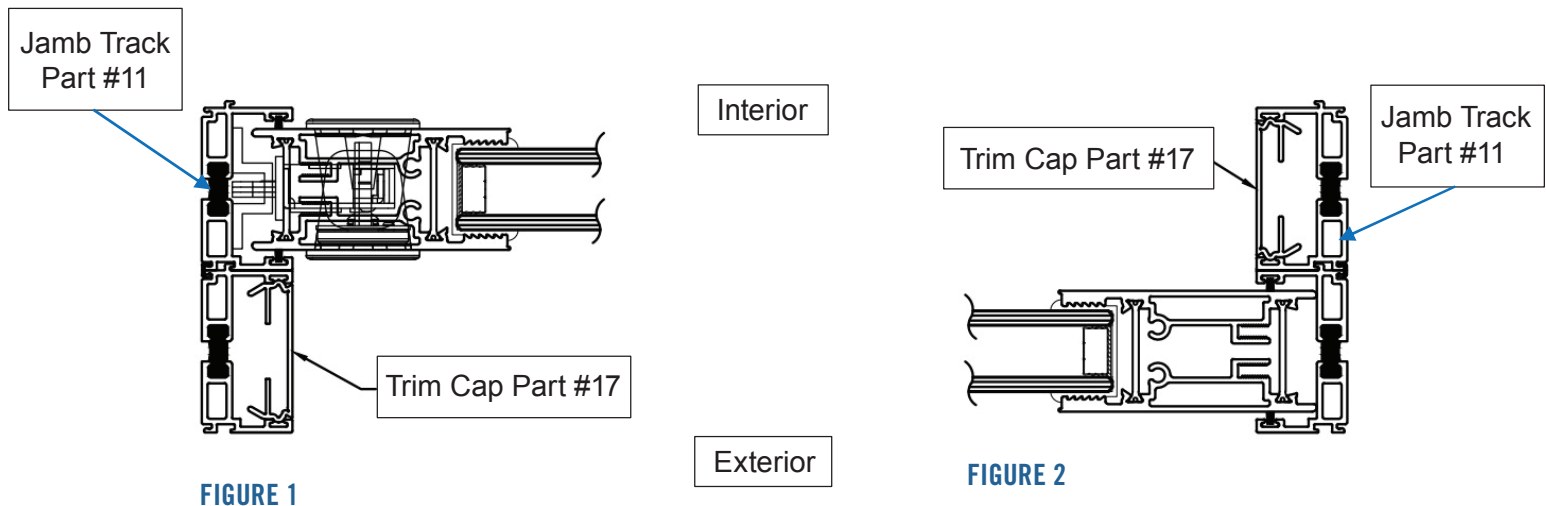 Jamb Track
Part #11
Interior
Trim Cap Part #17
Jamb Track
Part #11
Trim Cap Part #17
Exterior
FIGURE 1
FIGURE 2